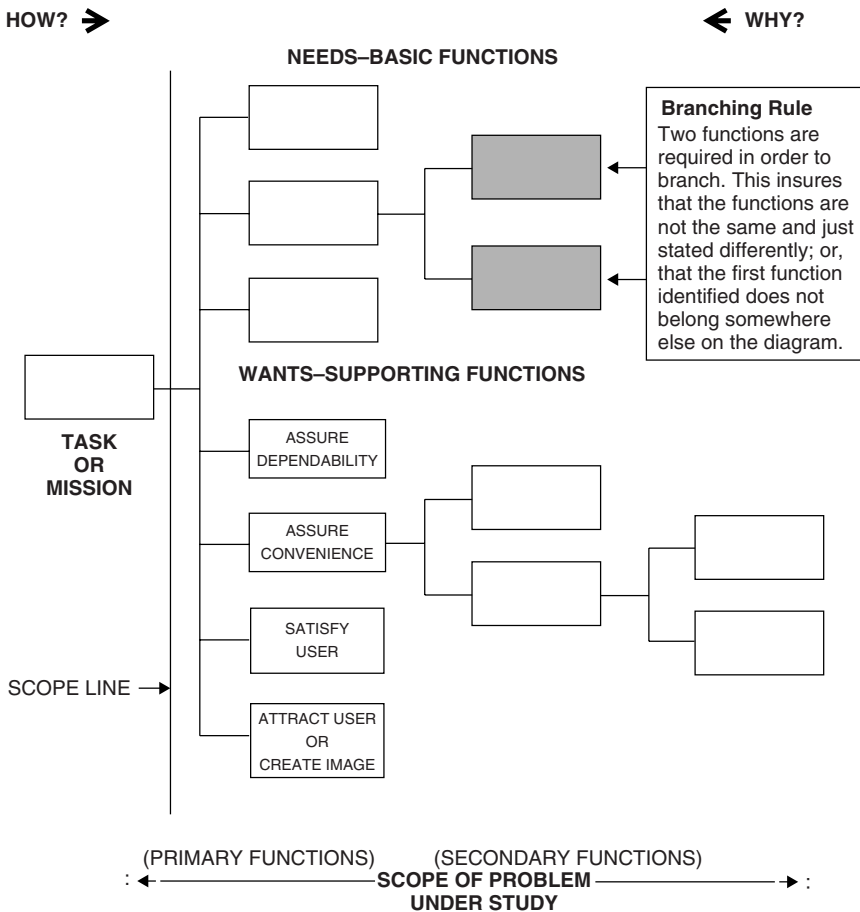 HOW?
WHY?
NEEDS–BASIC FUNCTIONS
Branching Rule
Two functions are
required in order to
branch. This insures
that the functions are
not the same and just
stated differently; or,
that the first function
identified does not
belong somewhere
else on the diagram.
WANTS–SUPPORTING FUNCTIONS
TASK
OR
MISSION
ASSURE
DEPENDABILITY
ASSURE
CONVENIENCE
SATISFY
USER
SCOPE LINE
ATTRACT USER
OR
CREATE IMAGE
(PRIMARY FUNCTIONS) (SECONDARY FUNCTIONS)
: SCOPE OF PROBLEM :
UNDER STUDY